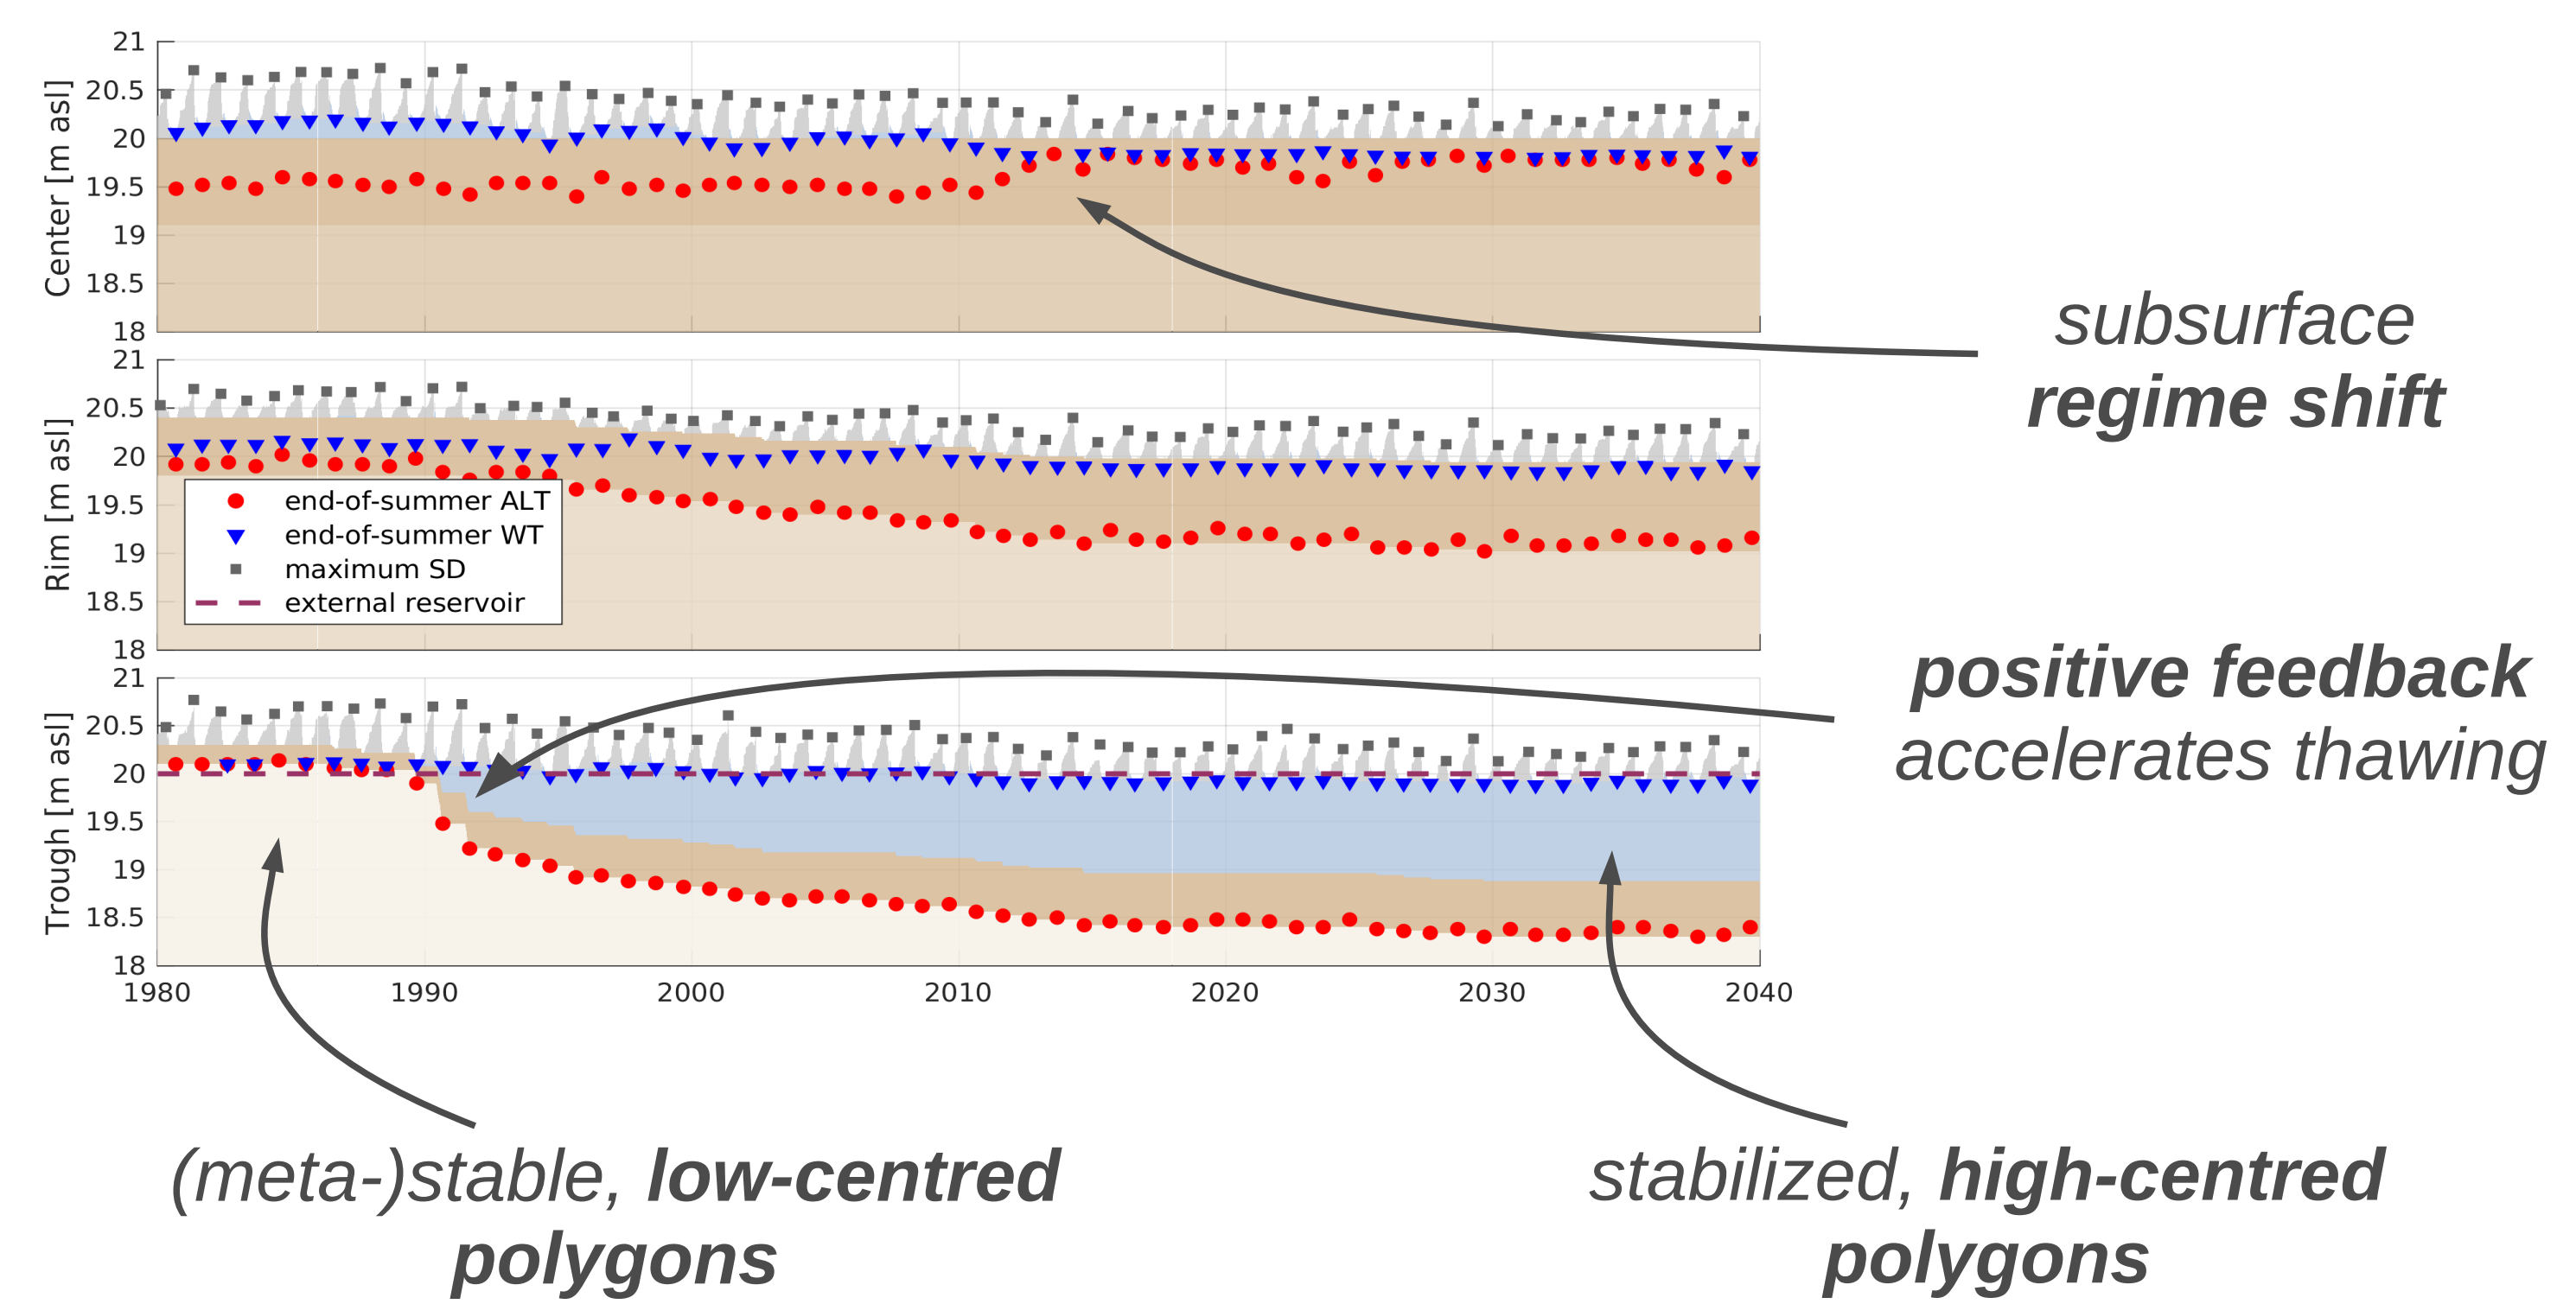 21
20.5
20
19.5
19
18.5
18
Center [m asl]
subsurface
regime shift
21
20.5
20
19.5
19
18.5
18
Rim [m asl]
end-of-summer ALT
end-of-summer WT
maximum SD
external reservoir
positive feedback
accelerates thawing
21
20.5
20
19.5
19
18.5
18
Trough [m asl]
1980 1990 2000 2010 2020 2030 2040
(meta-)stable, low-centred
polygons
stabilized, high-centred
polygons